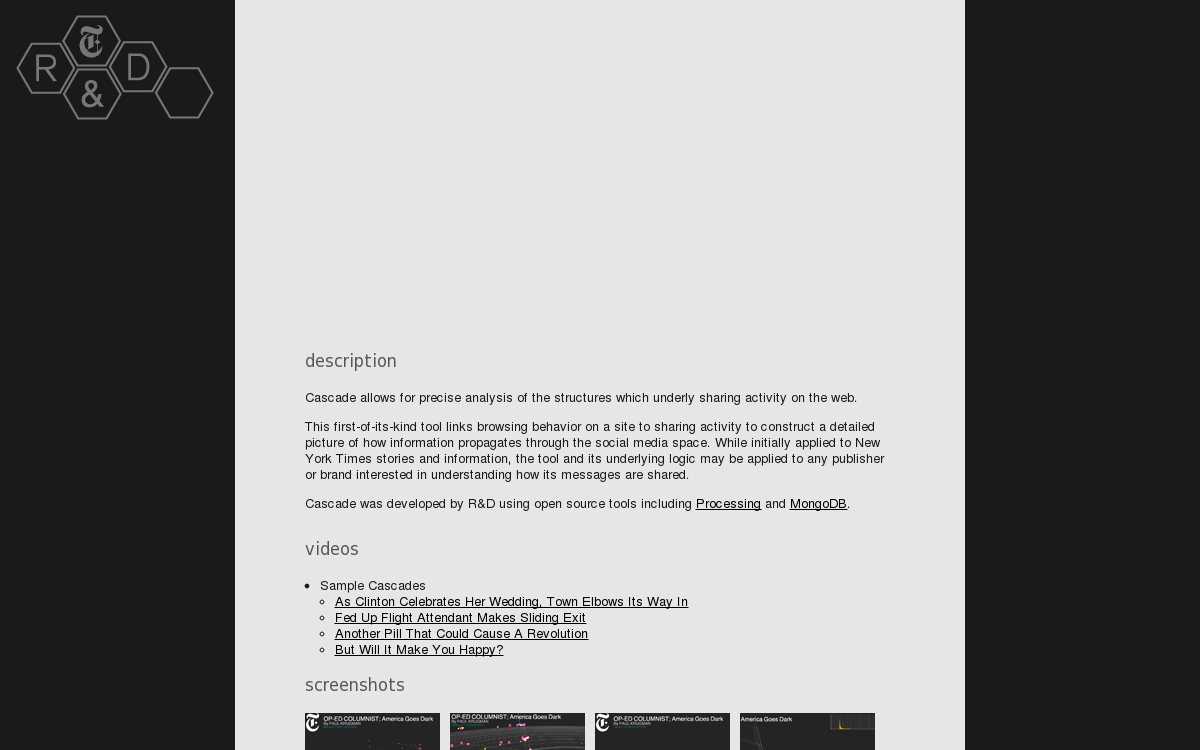 R T & D
description
Cascade allows for precise analysis of the structures which underly sharing activity on the web.
This first-of-its-kind tool links browsing behavior on a site to sharing activity to construct a detailed
picture of how information propagates through the social media space. While initially applied to New
York Times stories and information, the tool and its underlying logic may be applied to any publisher
or brand interested in understanding how its messages are shared.
Cascade was developed by R&D using open source tools including Processing and MongoDB.
videos
Sample Cascades
As Clinton Celebrates Her Wedding, Town Elbows Its Way In
Fed Up Flight Attendant Makes Sliding Exit
Another Pill That Could Cause A Revolution
But Will It Make You Happy?
screenshots
OP-ED COLUMNIST; America Goes Dark
By PAUL KRUGMAN
OP-ED COLUMNIST; America Goes Dark
By PAUL KRUGMAN
OP-ED COLUMNIST; America Goes Dark
By PAUL KRUGMAN
America Goes Dark